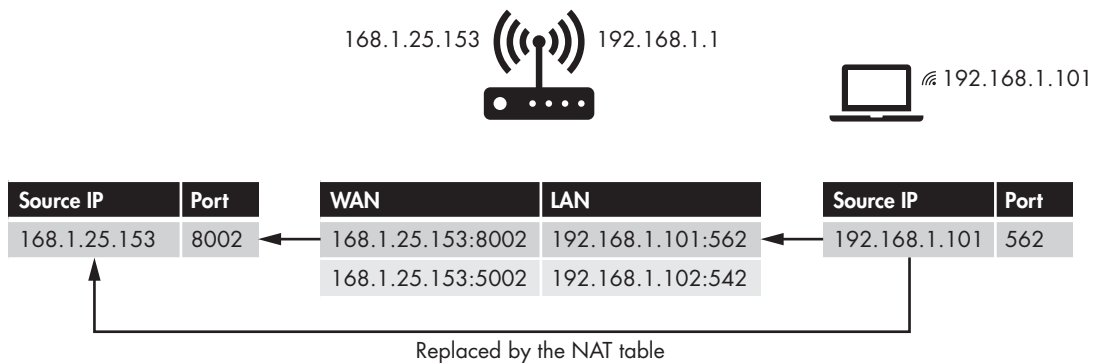 168.1.25.153 192.168.1.1
192.168.1.101
Source IP Port
168.1.25.153 8002
WAN LAN
168.1.25.153:8002 192.168.1.101:562
168.1.25.153:5002 192.168.1.102:542
Source IP Port
192.168.1.101 562
Replaced by the NAT table